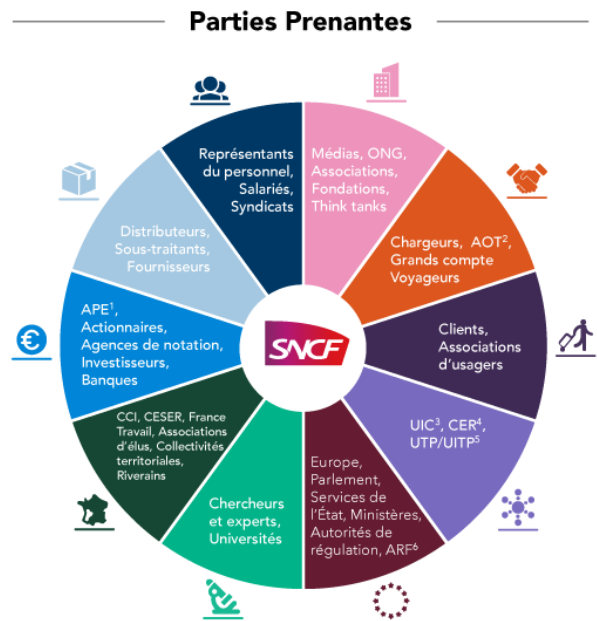 Parties Prenantes
Représentants
du personnel,
Salariés,
Syndicats
Médias, ONG,
Associations,
Fondations,
Think tanks
Distributeurs,
Sous-traitants,
Fournisseurs
Chargeurs, AOT²,
Grands compte
Voyageurs
APE¹,
Actionnaires,
Agences de notation,
Investisseurs,
Banques
SNCF
Clients,
Associations
d'usagers
CCI, CESER, France
Travail, Associations
d'élus, Collectivités
territoriales,
Riverains
UIC³, CER⁴,
UTP/UITP⁵
Chercheurs
et experts,
Universités
Europe,
Parlement,
Services de
l'État, Ministères,
Autorités de
régulation, ARF⁶